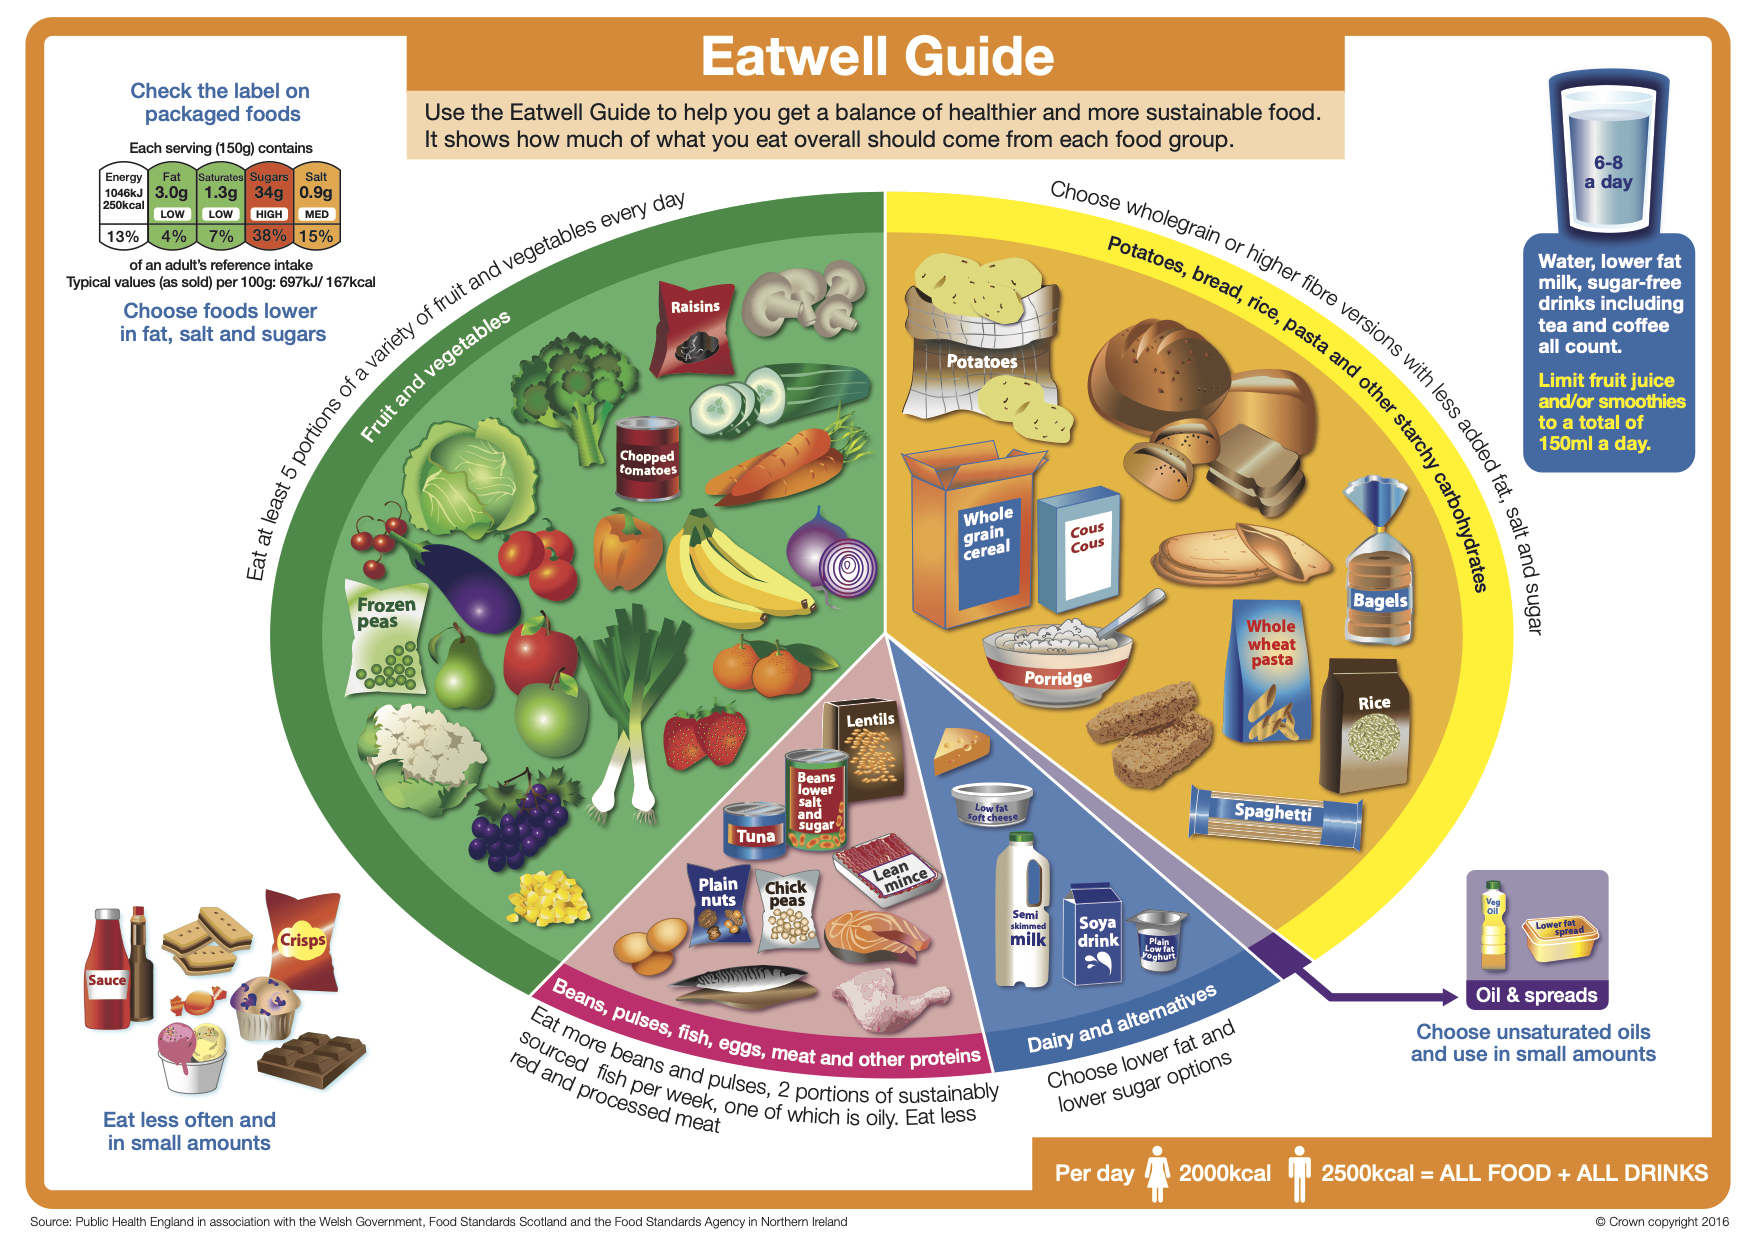 Eatwell Guide
Use the Eatwell Guide to help you get a balance of healthier and more sustainable food.
It shows how much of what you eat overall should come from each food group.
Check the label on
packaged foods
Each serving (150g) contains
Energy
1046kJ
250kcal
13%
Fat
3.0g
LOW
4%
Saturates
1.3g
LOW
7%
Sugars
34g
HIGH
38%
Salt
0.9g
MED
15%
of an adult's reference intake
Typical values (as sold) per 100g: 697kJ/ 167kcal
Choose foods lower
in fat, salt and sugars
6-8
a day
Water, lower fat
milk, sugar-free
drinks including
tea and coffee
all count.
Limit fruit juice
and/or smoothies
to a total of
150ml a day.
Eat at least 5 portions of a variety of fruit and vegetables every day
Fruit and vegetables
Raisins
Chopped
tomatoes
Frozen
peas
Choose wholegrain or higher fibre versions with less added fat, salt and sugar
Potatoes, bread, rice, pasta and other starchy carbohydrates
Potatoes
Whole
grain
cereal
Cous
Cous
Bagels
Porridge
Whole
wheat
pasta
Rice
Spaghetti
Lentils
Beans
lower
salt
and
sugar
Tuna
Plain
nuts
Chick
peas
Lean
mince
Beans, pulses, fish, eggs, meat and other proteins
Eat more beans and pulses, 2 portions of sustainably
sourced fish per week, one of which is oily. Eat less
red and processed meat
Low fat
soft cheese
Semi
skimmed
milk
Soya
drink
Plain
Low fat
yoghurt
Dairy and alternatives
Choose lower fat and
lower sugar options
Veg
Oil
Lower fat
spread
Oil & spreads
Choose unsaturated oils
and use in small amounts
Sauce
Crisps
Eat less often and
in small amounts
Per day 2000kcal 2500kcal = ALL FOOD + ALL DRINKS
Source: Public Health England in association with the Welsh Government, Food Standards Scotland and the Food Standards Agency in Northern Ireland
© Crown copyright 2016